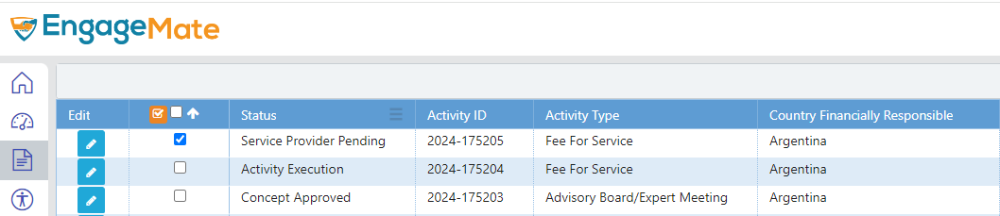 EngageMate
Edit Status Activity ID Activity Type Country Financially Responsible
Service Provider Pending 2024-175205 Fee For Service Argentina
Activity Execution 2024-175204 Fee For Service Argentina
Concept Approved 2024-175203 Advisory Board/Expert Meeting Argentina